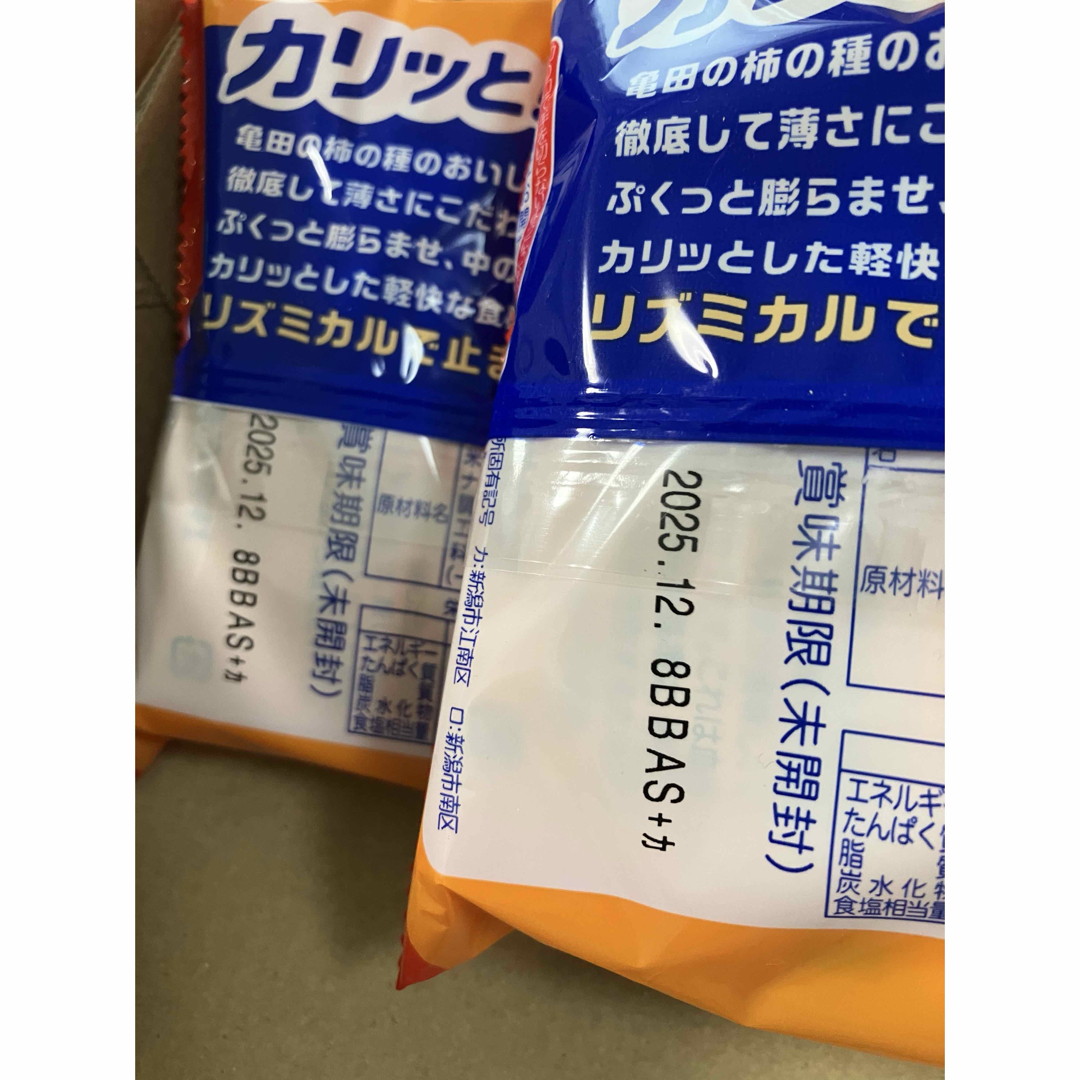 カリッと
亀田の柿の種のおいし
徹底して薄さにこだわ
ぷくっと膨らませ、中の
カリッとした軽快な食
リズミカルで止ま
2025.12. 8BBAS+カ
賞味期限(未開封)
原材料名
エネルギー
たんぱく質
脂質
炭水化物
食塩相当量
亀田の柿の種のお
徹底して薄さにこ
ぷくっと膨らませ、
カリッとした軽快
リズミカルで
所固有記号 カ:新潟市江南区 ロ:新潟市南区
2025.12. 8BBAS+カ
賞味期限(未開封)
原材料
エネルギ
たんぱく
脂質
炭水化物
食塩相当量